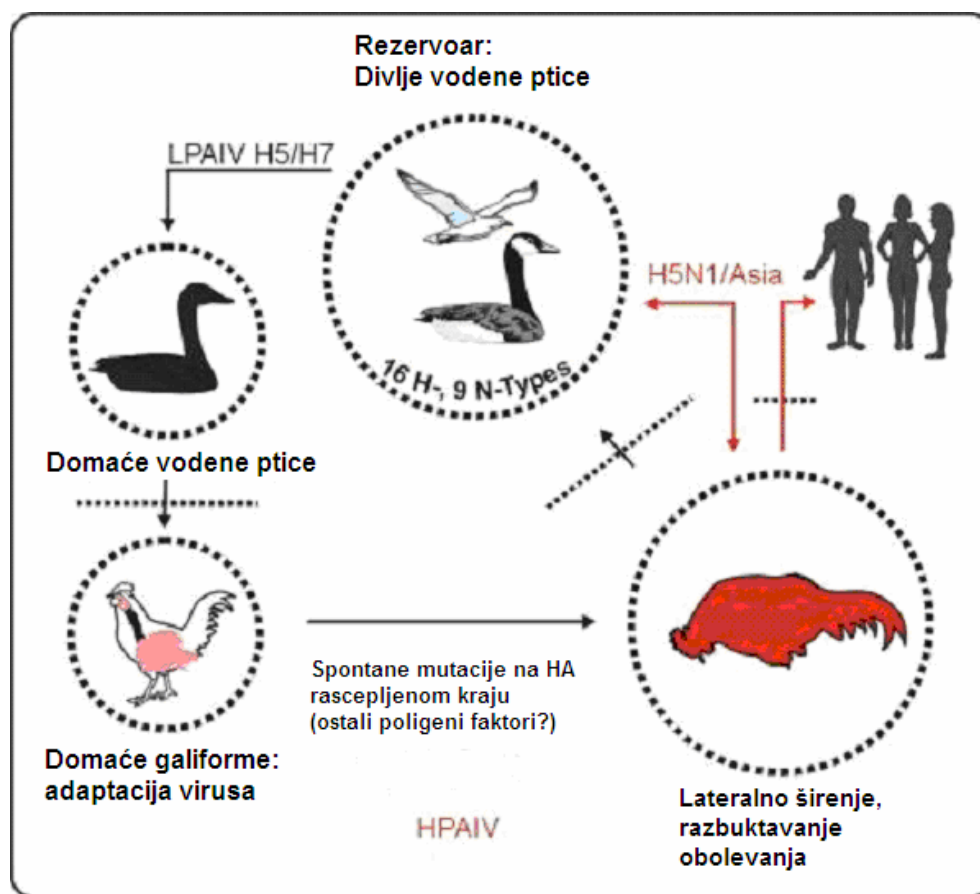 Rezervoar:
Divlje vodene ptice
LPAIV H5/H7
H5N1/Asia
16 H-, 9 N-Types
Domaće vodene ptice
Spontane mutacije na HA
rascepljenom kraju
(ostali poligeni faktori?)
Domaće galiforme:
adaptacija virusa
Lateralno širenje,
razbuktavanje
obolevanja
HPAIV